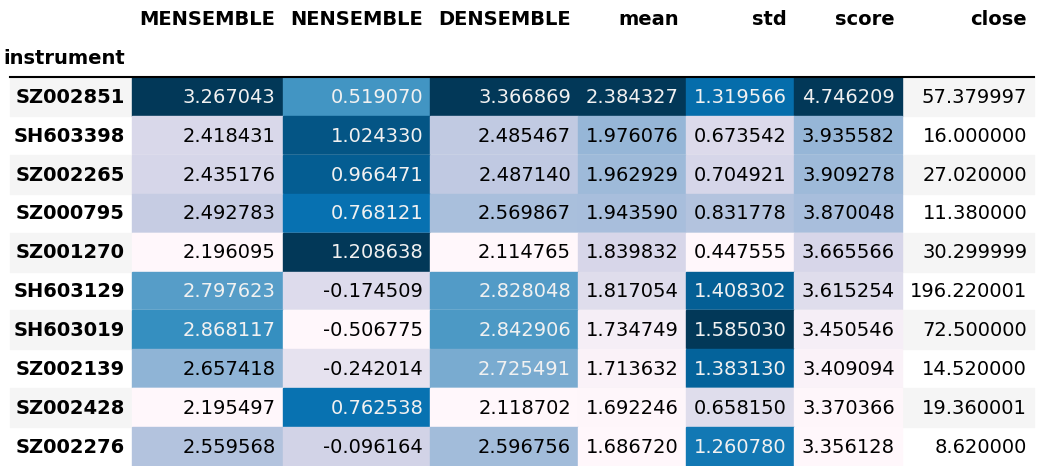 MENSEMBLE NENSEMBLE DENSEMBLE mean std score close
instrument
SZ002851 3.267043 0.519070 3.366869 2.384327 1.319566 4.746209 57.379997
SH603398 2.418431 1.024330 2.485467 1.976076 0.673542 3.935582 16.000000
SZ002265 2.435176 0.966471 2.487140 1.962929 0.704921 3.909278 27.020000
SZ000795 2.492783 0.768121 2.569867 1.943590 0.831778 3.870048 11.380000
SZ001270 2.196095 1.208638 2.114765 1.839832 0.447555 3.665566 30.299999
SH603129 2.797623 -0.174509 2.828048 1.817054 1.408302 3.615254 196.220001
SH603019 2.868117 -0.506775 2.842906 1.734749 1.585030 3.450546 72.500000
SZ002139 2.657418 -0.242014 2.725491 1.713632 1.383130 3.409094 14.520000
SZ002428 2.195497 0.762538 2.118702 1.692246 0.658150 3.370366 19.360001
SZ002276 2.559568 -0.096164 2.596756 1.686720 1.260780 3.356128 8.620000